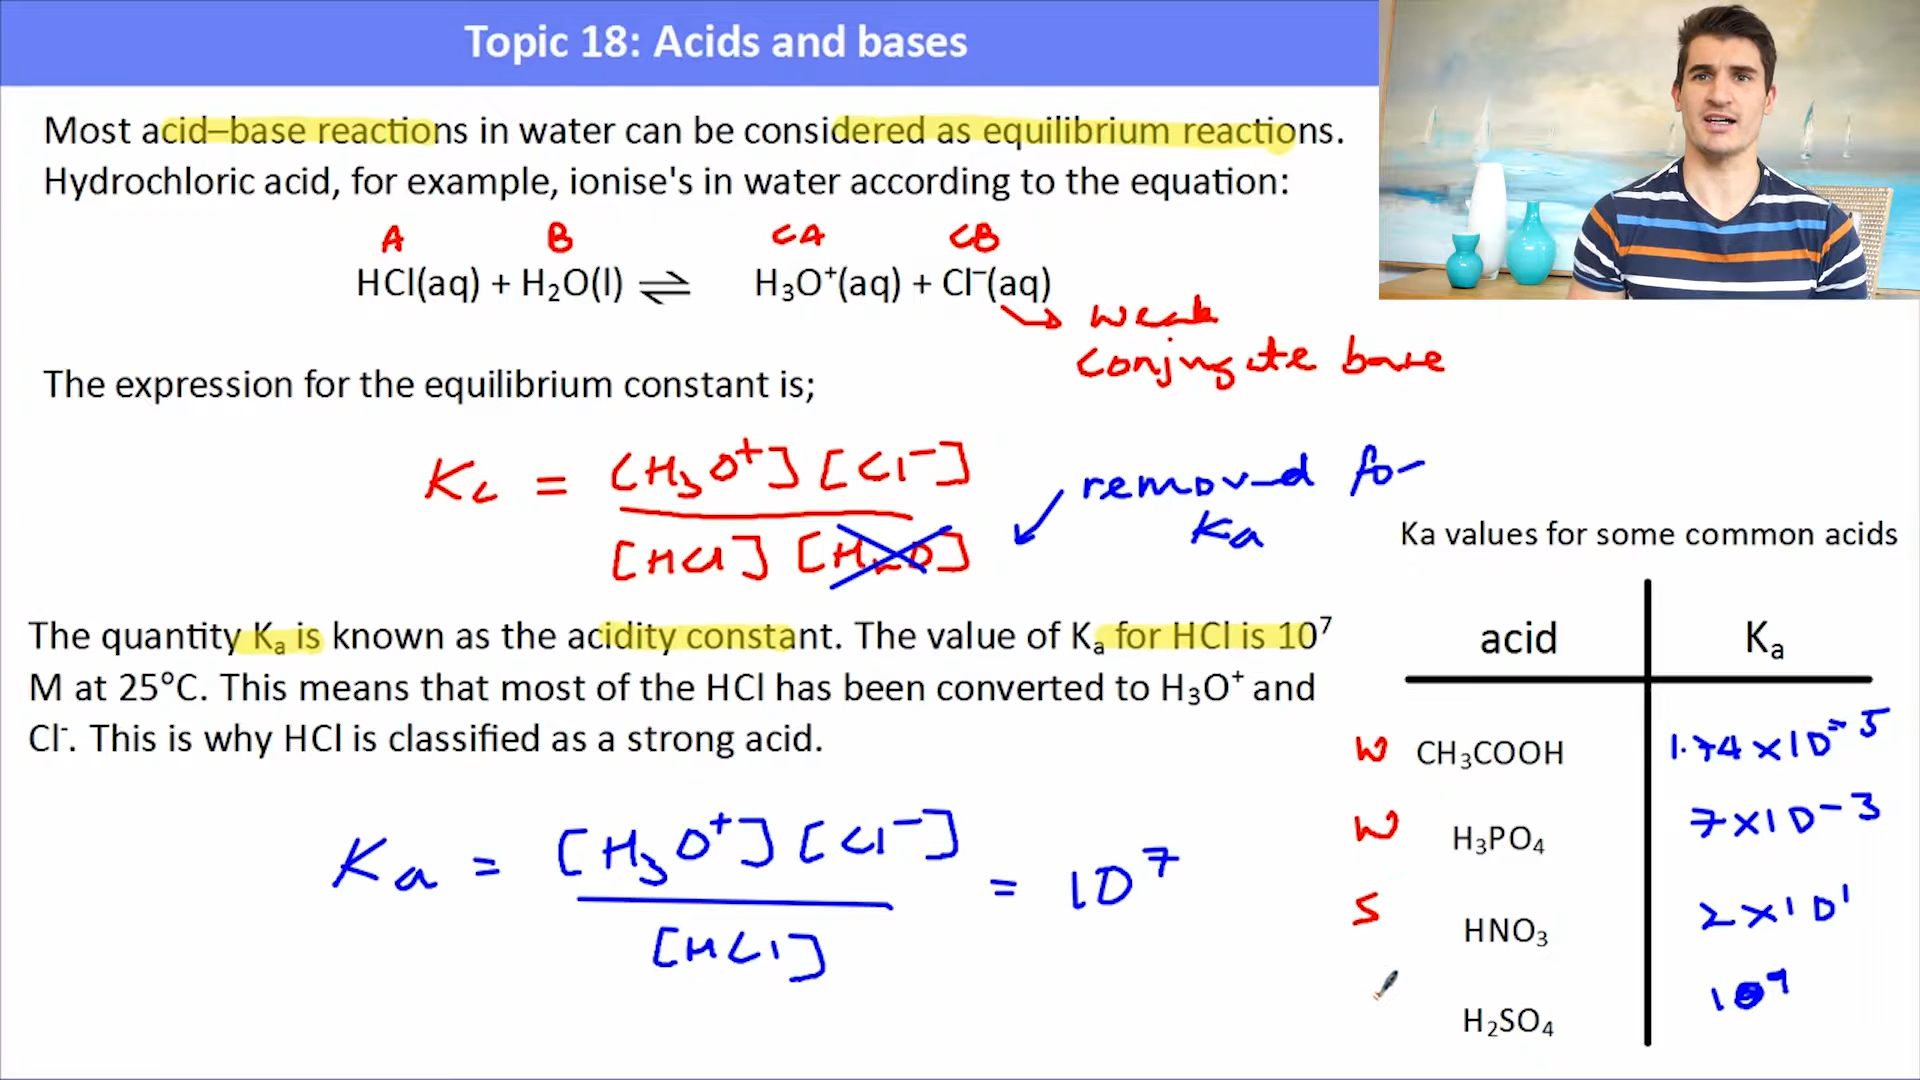 Topic 18: Acids and bases
Most acid–base reactions in water can be considered as equilibrium reactions.
Hydrochloric acid, for example, ionise's in water according to the equation:
A B CA CB
HCl(aq) + H₂O(l) ⇌ H₃O⁺(aq) + Cl⁻(aq)
weak
conjugate base
The expression for the equilibrium constant is;
Kc = [H₃O⁺][Cl⁻]
[HCl][H₂O]
removed for
Ka
Ka values for some common acids
The quantity Kₐ is known as the acidity constant. The value of Kₐ for HCl is 10⁷
M at 25°C. This means that most of the HCl has been converted to H₃O⁺ and
Cl⁻. This is why HCl is classified as a strong acid.
Ka = [H₃O⁺][Cl⁻] = 10⁷
[HCl]
acid Kₐ
W CH₃COOH 1.74 × 10⁻⁵
W H₃PO₄ 7 × 10⁻³
S HNO₃ 2 × 10¹
H₂SO₄ 10⁹